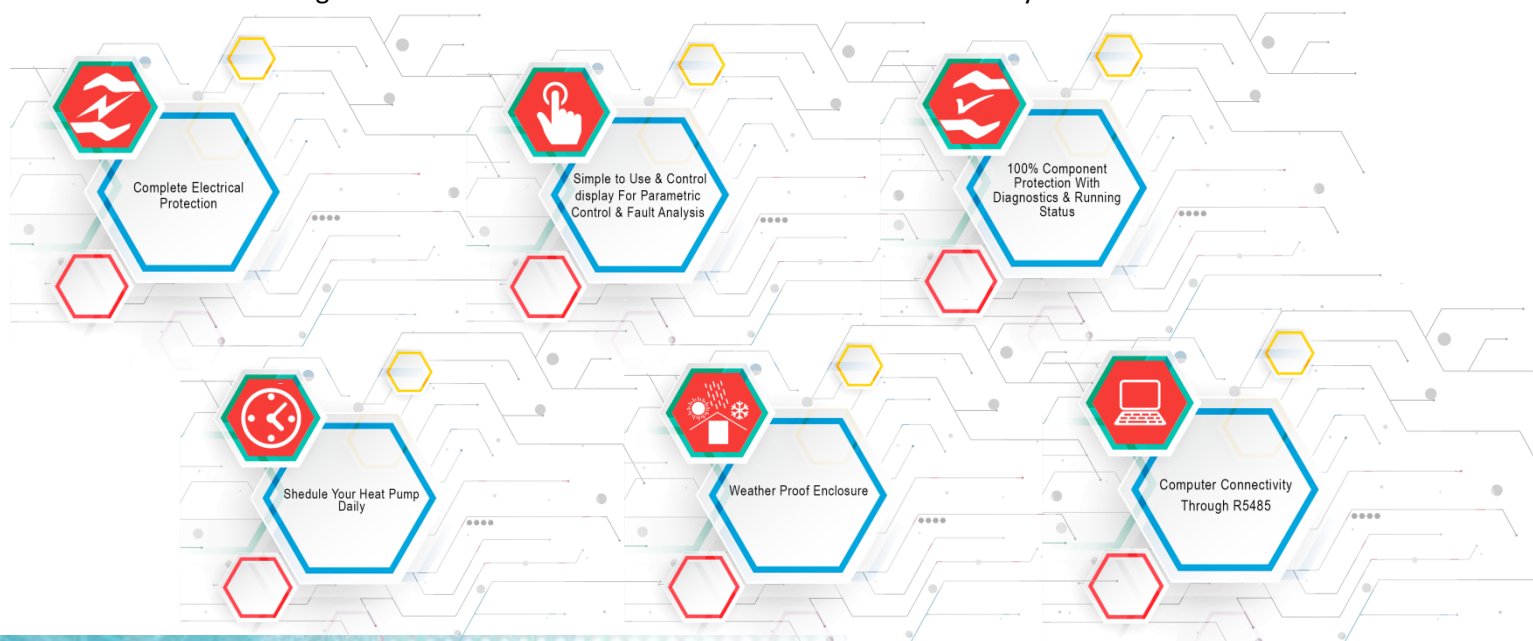 Complete Electrical
Protection
Simple to Use & Control
display For Parametric
Control & Fault Analysis
100% Component
Protection With
Diagnostics & Running
Status
Shedule Your Heat Pump
Daily
Weather Proof Enclosure
Computer Connectivity
Through R5485